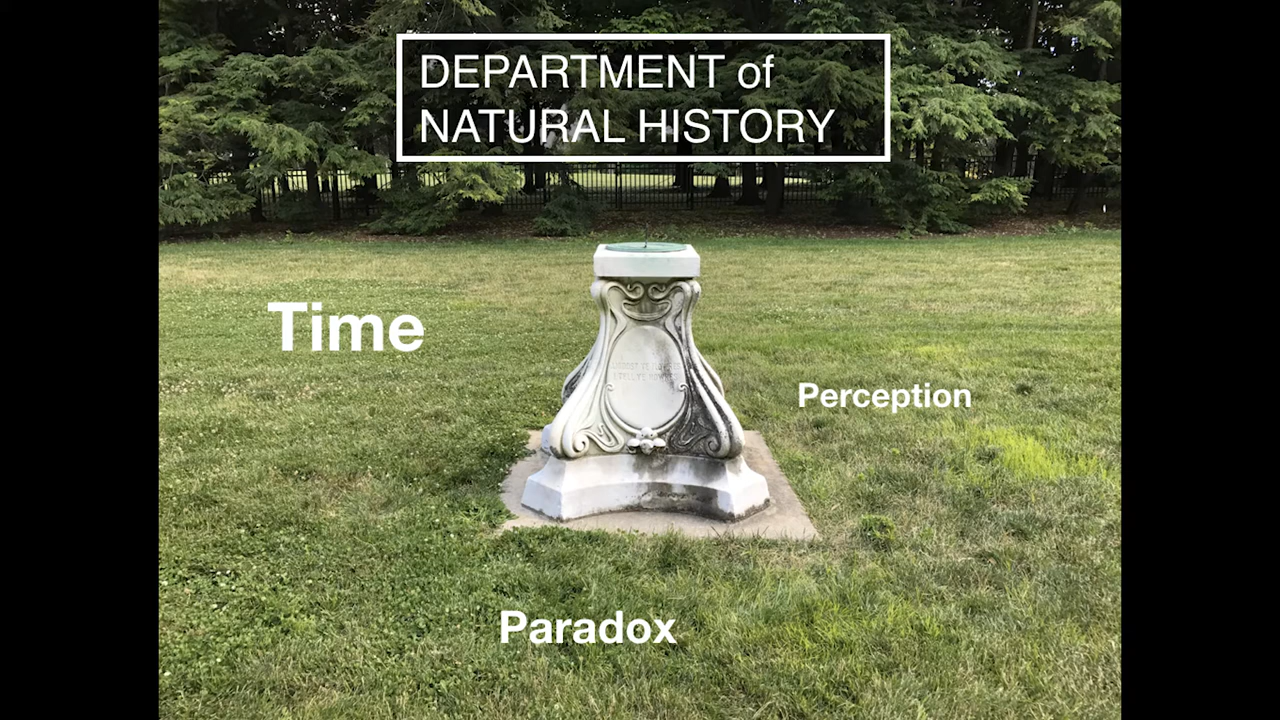 DEPARTMENT of
NATURAL HISTORY
Time
Perception
Paradox